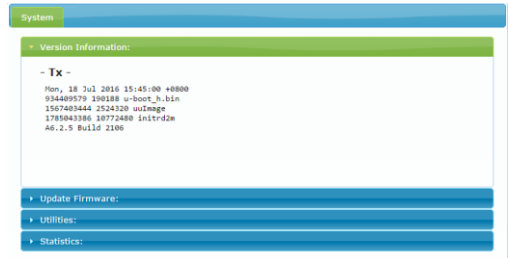 System
Version Information:
- Tx -
Mon, 18 Jul 2016 15:45:00 +0800
934409579 190188 u-boot_h.bin
1567403444 2524320 uuImage
1785043386 10772480 initrd2m
A6.2.5 Build 2106
Update Firmware:
Utilities:
Statistics: